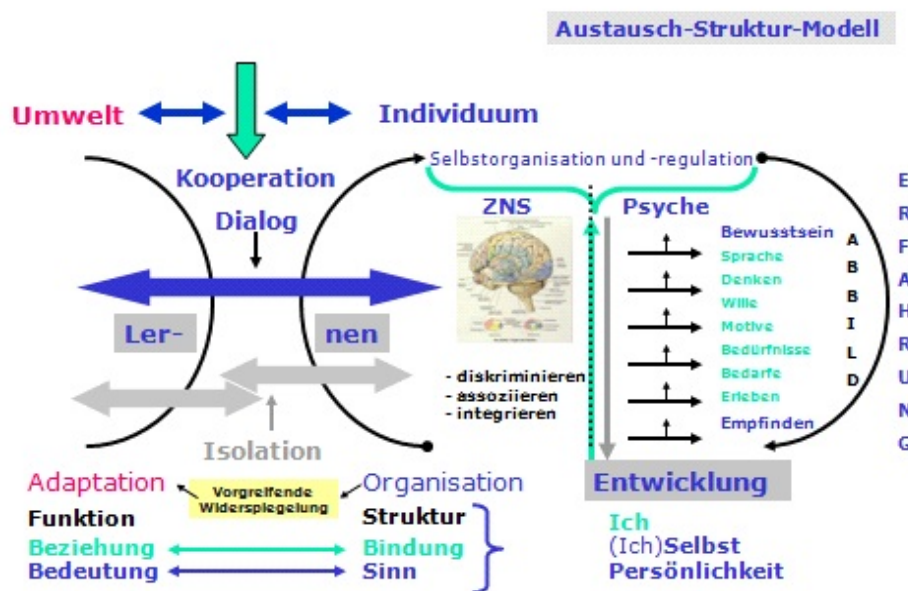 Austausch-Struktur-Modell
Umwelt
Individuum
Kooperation
Dialog
Selbstorganisation und -regulation
ZNS
Psyche
Bewusstsein
Sprache
Denken
Wille
Motive
Bedürfnisse
Bedarfe
Erleben
Empfinden
A
B
B
I
L
D
E
R
F
A
H
R
U
N
G
Ler-
nen
- diskriminieren
- assoziieren
- integrieren
Isolation
Adaptation
Vorgreifende
Widerspiegelung
Organisation
Entwicklung
Funktion
Struktur
Beziehung
Bindung
Bedeutung
Sinn
Ich
(Ich)Selbst
Persönlichkeit